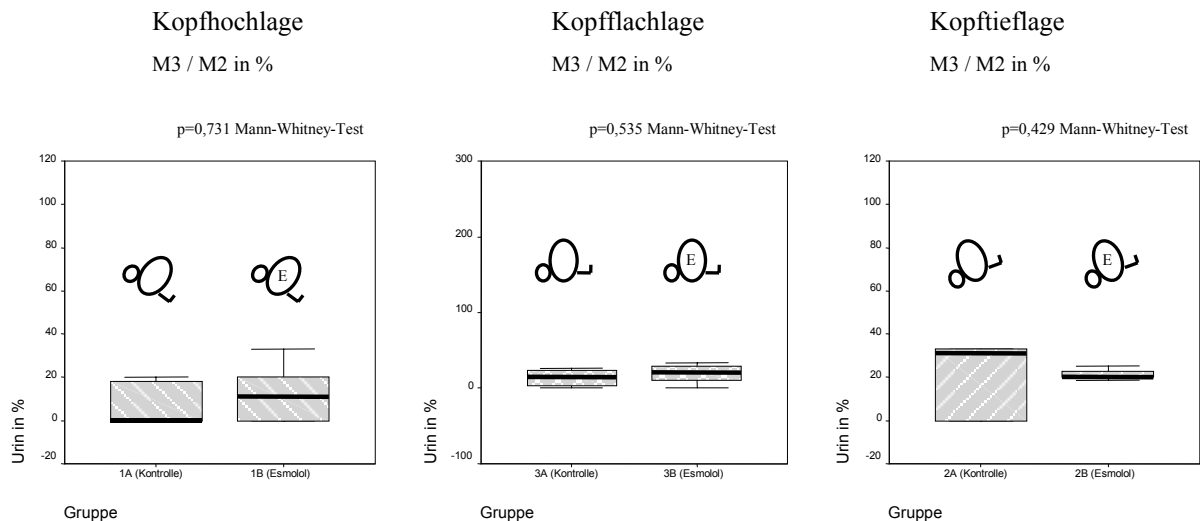 Kopfhochlage
M3 / M2 in %
p=0,731 Mann-Whitney-Test
120
100
80
60
40
20
0
-20
Urin in %
E
1A (Kontrolle)
1B (Esmolol)
Gruppe
Kopfflachlage
M3 / M2 in %
p=0,535 Mann-Whitney-Test
300
200
100
0
-100
Urin in %
E
3A (Kontrolle)
3B (Esmolol)
Gruppe
Kopftieflage
M3 / M2 in %
p=0,429 Mann-Whitney-Test
120
100
80
60
40
20
0
-20
Urin in %
E
2A (Kontrolle)
2B (Esmolol)
Gruppe